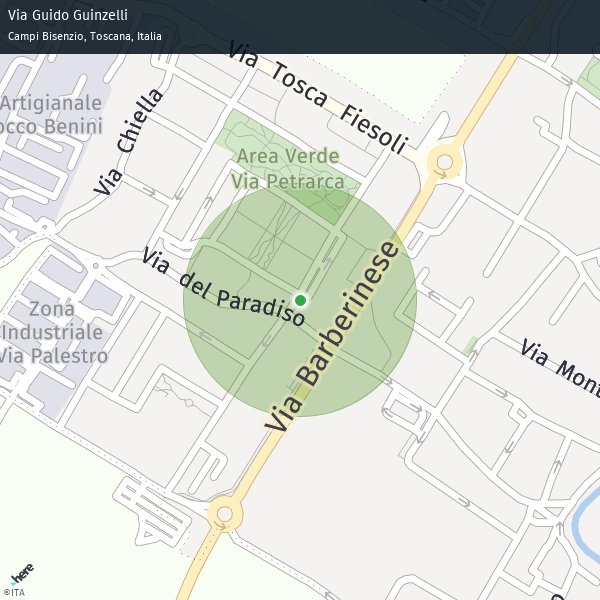 Via Guido Guinzelli
Campi Bisenzio, Toscana, Italia
Via Tosca Fiesoli
Artigianale
occo Benini
Via Chiella
Area Verde
Via Petrarca
Via del Paradiso
Via Barberinese
Zona
Industriale
Via Palestro
Via Mont
here
©ITA